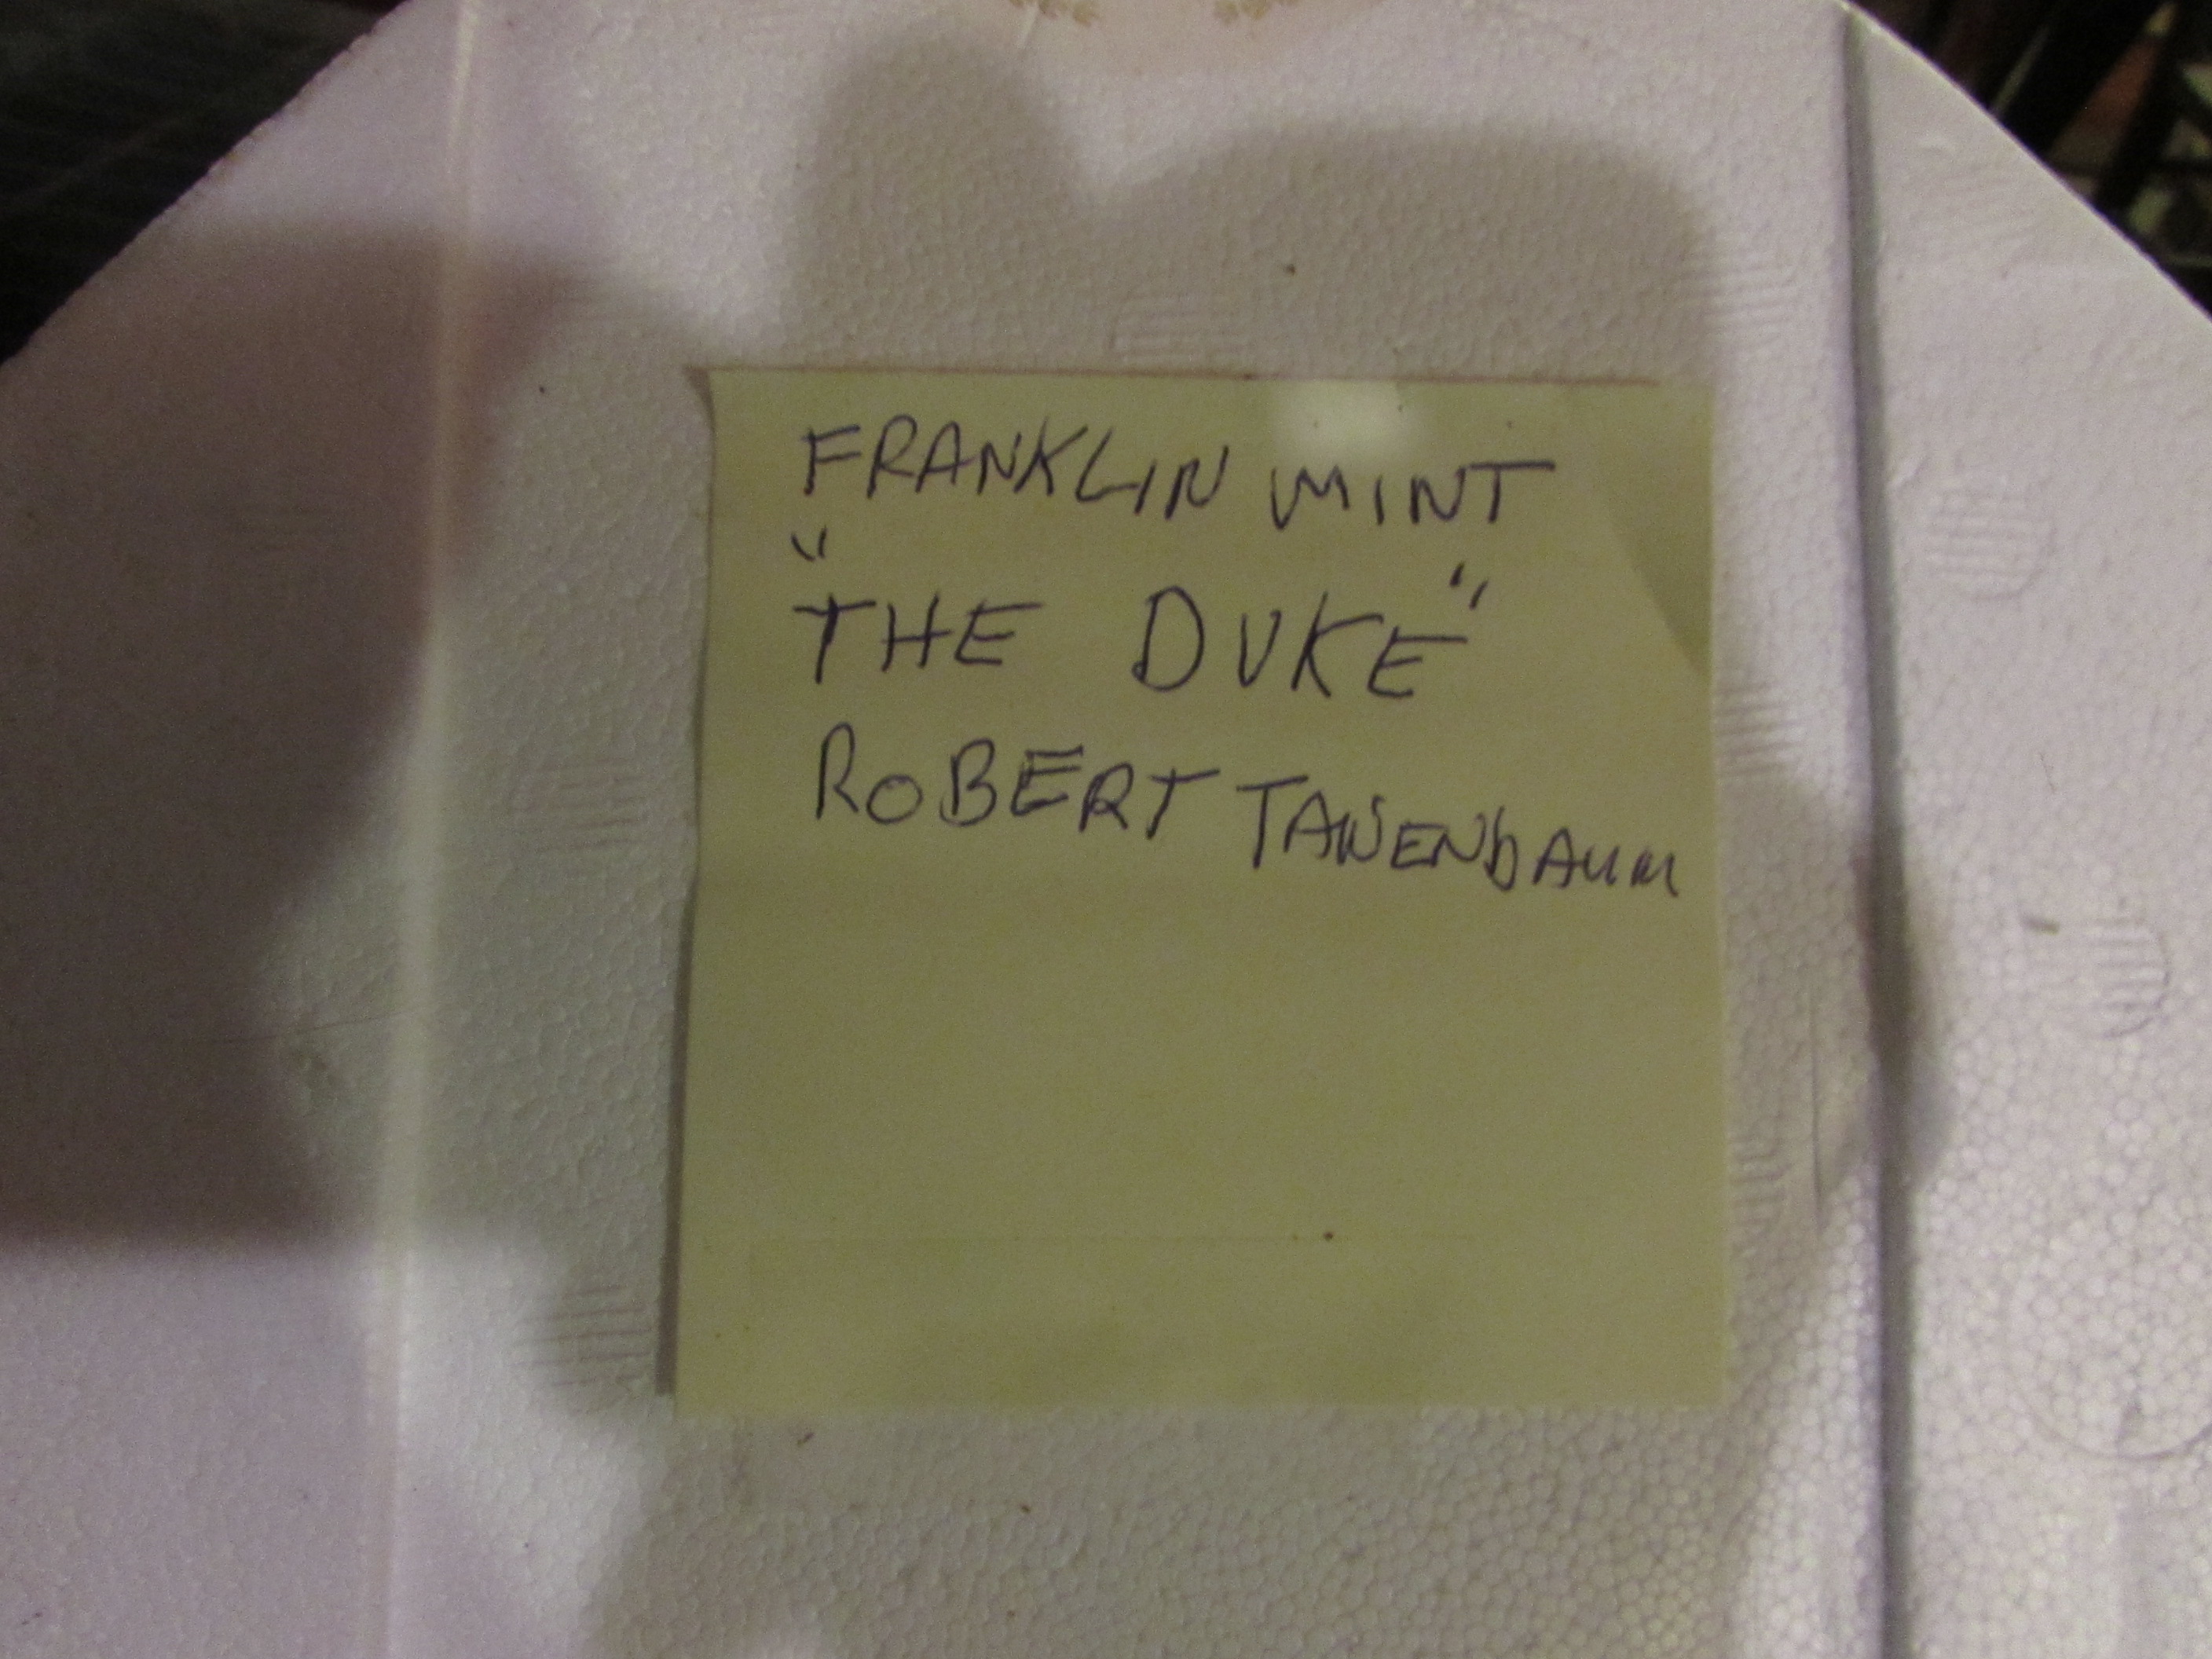 FRANKLIN MINT
"THE DUKE"
ROBERT TANENBAUM